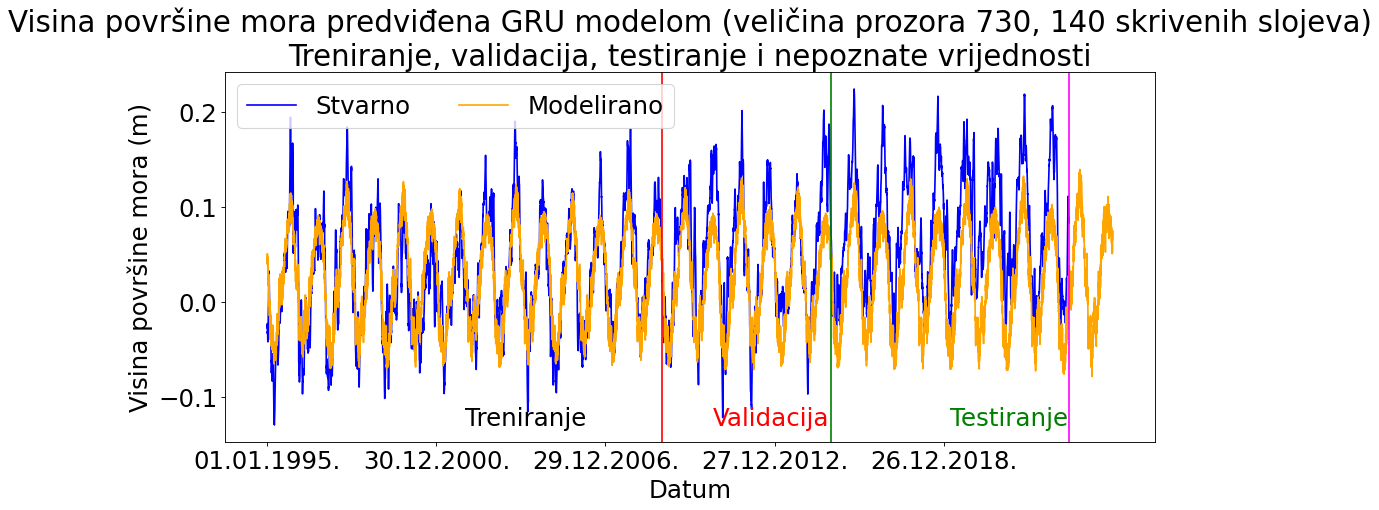 Visina površine mora predviđena GRU modelom (veličina prozora 730, 140 skrivenih slojeva)
Treniranje, validacija, testiranje i nepoznate vrijednosti
Stvarno
Modelirano
Visina površine mora (m)
0.2
0.1
0.0
−0.1
Treniranje
Validacija
Testiranje
01.01.1995.
30.12.2000.
29.12.2006.
27.12.2012.
26.12.2018.
Datum